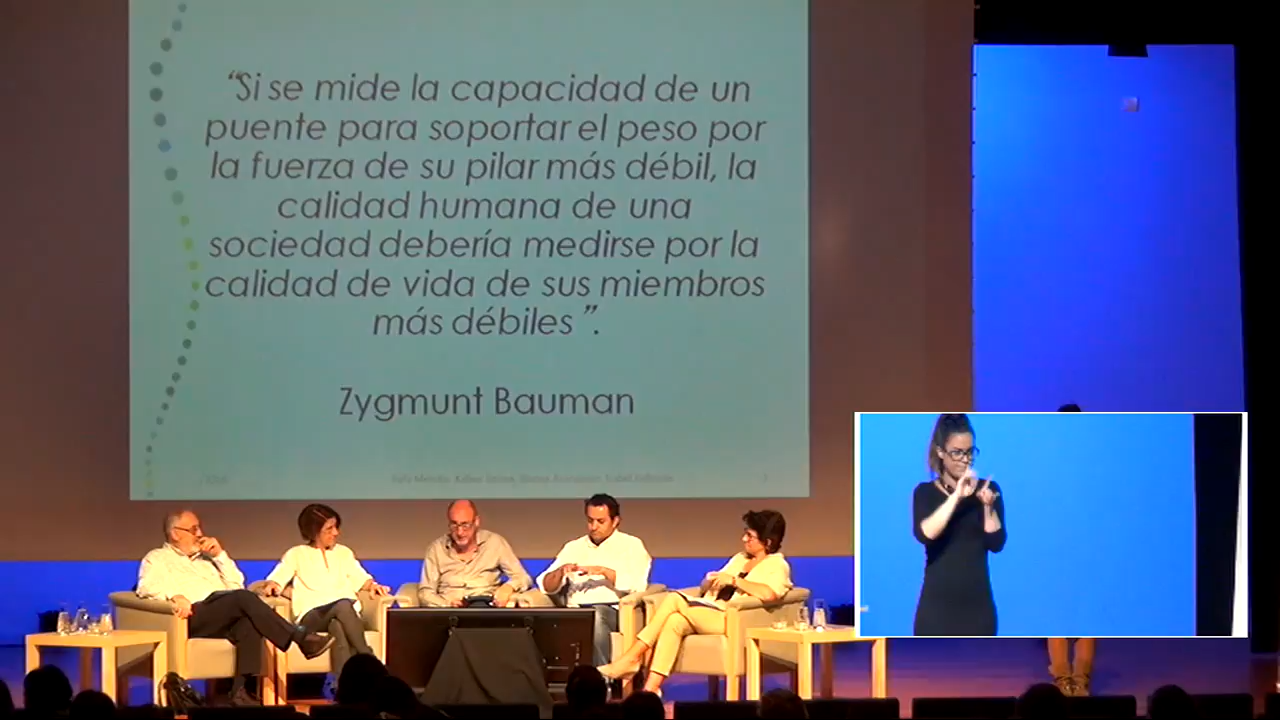 “Si se mide la capacidad de un
puente para soportar el peso por
la fuerza de su pilar más débil, la
calidad humana de una
sociedad debería medirse por la
calidad de vida de sus miembros
más débiles ”.
Zygmunt Bauman